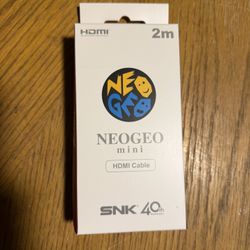 HDMI 2m
NEO
GEO
NEOGEO
mini
HDMI Cable
SNK 40th